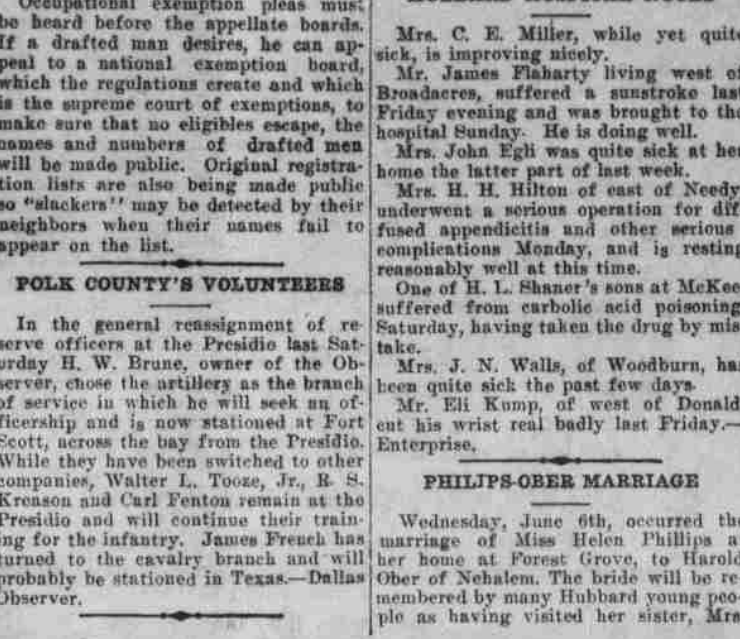 Occupational exemption pleas must
be heard before the appellate boards.
If a drafted man desires, he can ap-
peal to a national exemption board,
which the regulations create and which
is the supreme court of exemptions, to
make sure that no eligibles escape, the
names and numbers of drafted men
will be made public. Original registra-
tion lists are also being made public
so "slackers" may be detected by their
neighbors when their names fail to
appear on the list.
POLK COUNTY'S VOLUNTEERS
In the general reassignment of re-
serve officers at the Presidio last Sat-
urday H. W. Brune, owner of the Ob-
server, chose the artillery as the branch
of service in which he will seek an of-
ficership and is now stationed at Fort
Scott, across the bay from the Presidio.
While they have been switched to other
companies, Walter L. Tooze, Jr., R. S.
Kreason and Carl Fenton remain at the
Presidio and will continue their train-
ing for the infantry. James French has
turned to the cavalry branch and will
probably be stationed in Texas.—Dallas
Observer.
Mrs. C. E. Miller, while yet quite
sick, is improving nicely.
Mr. James Flaharty living west of
Broadacres, suffered a sunstroke last
Friday evening and was brought to the
hospital Sunday. He is doing well.
Mrs. John Egli was quite sick at her
home the latter part of last week.
Mrs. H. H. Hilton of east of Needy
underwent a serious operation for dif
fused appendicitis and other serious
complications Monday, and is resting
reasonably well at this time.
One of H. L. Shaner's sons at McKee
suffered from carbolic acid poisoning
Saturday, having taken the drug by mis
take.
Mrs. J. N. Walls, of Woodburn, has
been quite sick the past few days.
Mr. Eli Kump, of west of Donald
cut his wrist real badly last Friday.—
Enterprise.
PHILIPS-OBER MARRIAGE
Wednesday, June 6th, occurred the
marriage of Miss Helen Phillips a
her home at Forest Grove, to Harold
Ober of Nehalem. The bride will be re
membered by many Hubbard young peo-
ple as having visited her sister, Mrs